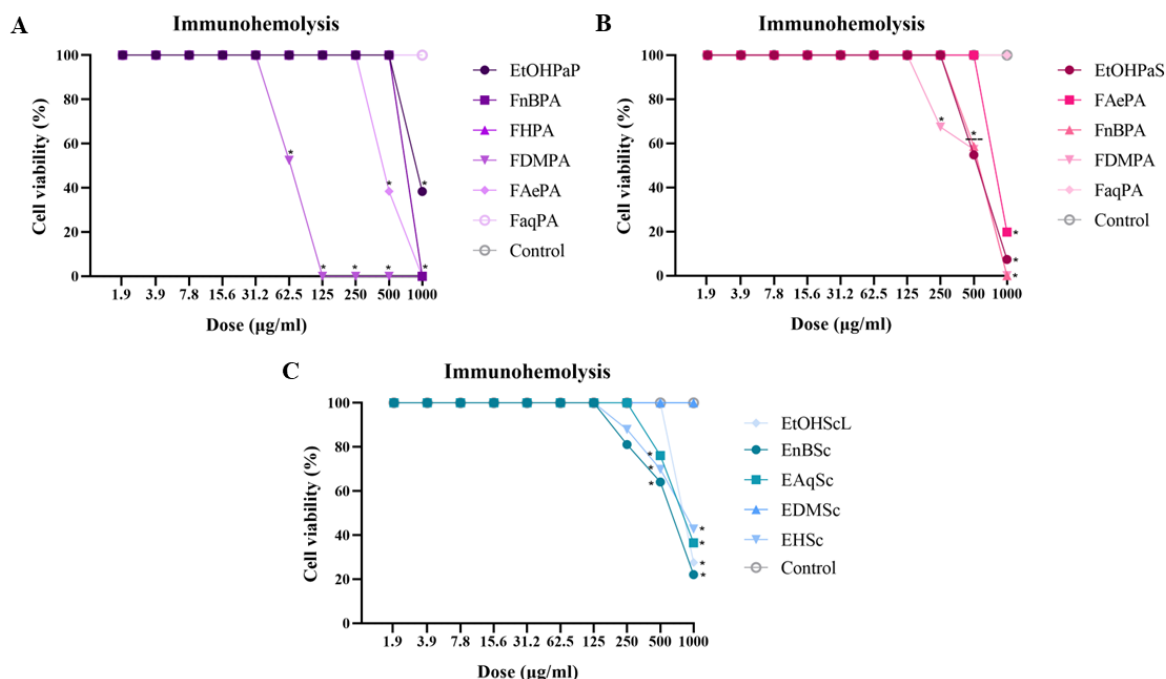 A
Immunohemolysis
Cell viability (%)
100
80
60
40
20
0
1.9 3.9 7.8 15.6 31.2 62.5 125 250 500 1000
Dose (µg/ml)
* * * * * * *
EtOHPaP
FnBPA
FHPA
FDMPA
FAePA
FaqPA
Control
B
Immunohemolysis
Cell viability (%)
100
80
60
40
20
0
1.9 3.9 7.8 15.6 31.2 62.5 125 250 500 1000
Dose (µg/ml)
* * * * *
EtOHPaS
FAePA
FnBPA
FDMPA
FaqPA
Control
C
Immunohemolysis
Cell viability (%)
100
80
60
40
20
0
1.9 3.9 7.8 15.6 31.2 62.5 125 250 500 1000
Dose (µg/ml)
* * * * * * *
EtOHScL
EnBSc
EAqSc
EDMSc
EHSc
Control